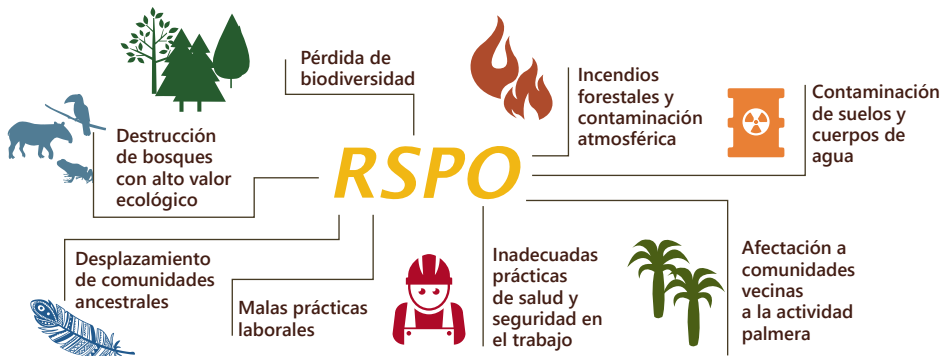 Pérdida de
biodiversidad
Incendios
forestales y
contaminación
atmosférica
Contaminación
de suelos y
cuerpos de
agua
Destrucción
de bosques
con alto valor
ecológico
RSPO
Desplazamiento
de comunidades
ancestrales
Malas prácticas
laborales
Inadecuadas
prácticas
de salud y
seguridad en
el trabajo
Afectación a
comunidades
vecinas
a la actividad
palmera